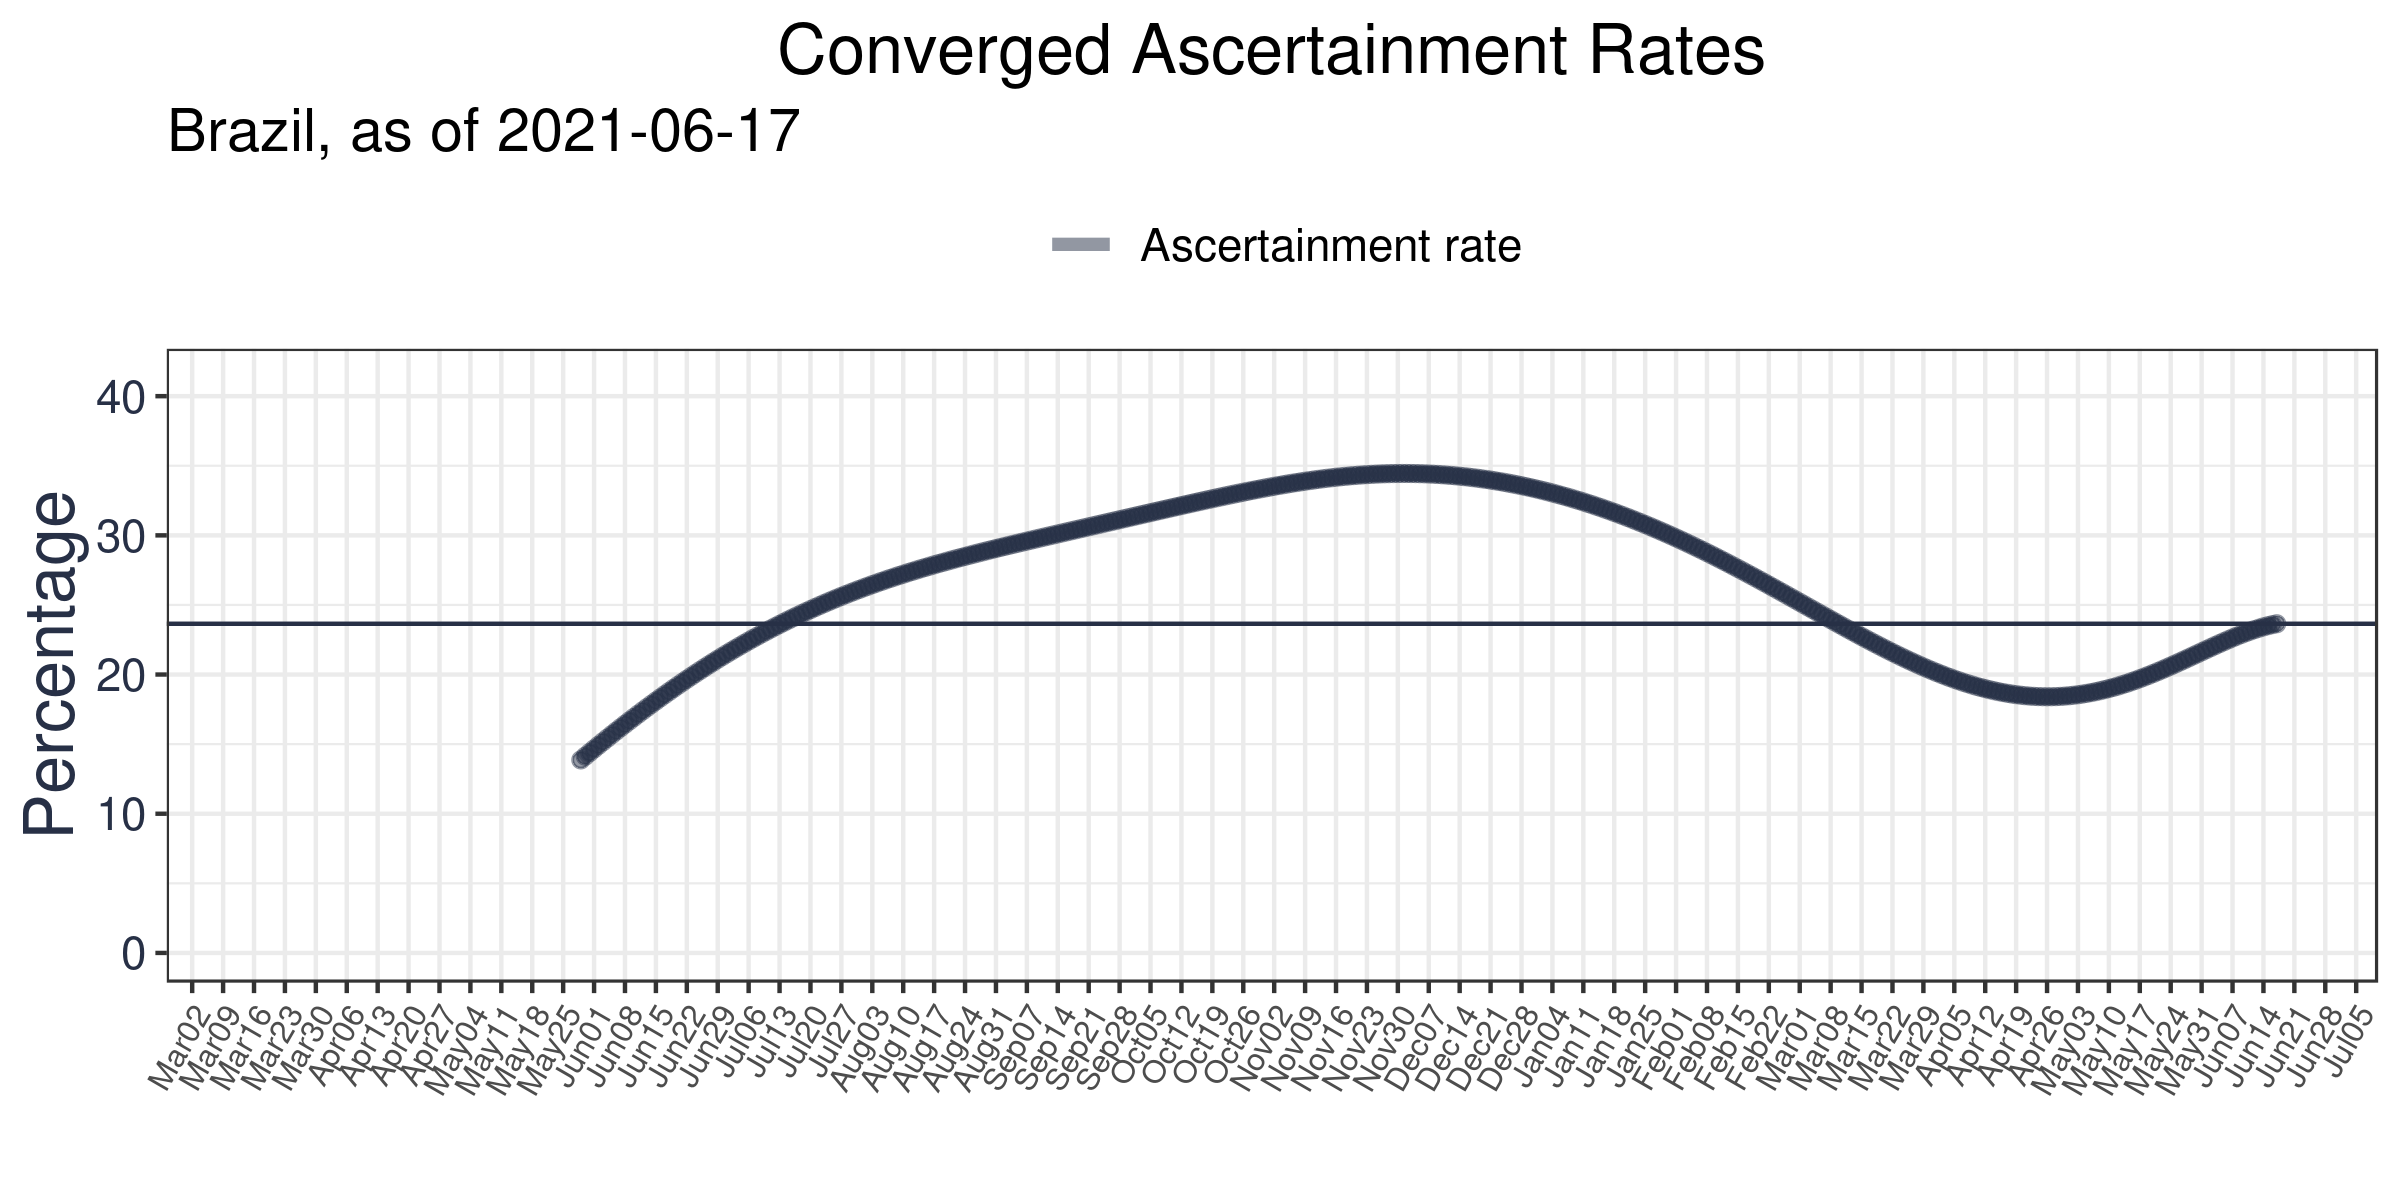 Converged Ascertainment Rates
Brazil, as of 2021-06-17
Ascertainment rate
Percentage
40
30
20
10
0
Mar02 Mar09 Mar16 Mar23 Mar30 Apr06 Apr13 Apr20 Apr27 May04 May11 May18 May25 Jun01 Jun08 Jun15 Jun22 Jun29 Jul06 Jul13 Jul20 Jul27 Aug03 Aug10 Aug17 Aug24 Aug31 Sep07 Sep14 Sep21 Sep28 Oct05 Oct12 Oct19 Oct26 Nov02 Nov09 Nov16 Nov23 Nov30 Dec07 Dec14 Dec21 Dec28 Jan04 Jan11 Jan18 Jan25 Feb01 Feb08 Feb15 Feb22 Mar01 Mar08 Mar15 Mar22 Mar29 Apr05 Apr12 Apr19 Apr26 May03 May10 May17 May24 May31 Jun07 Jun14 Jun21 Jun28 Jul05